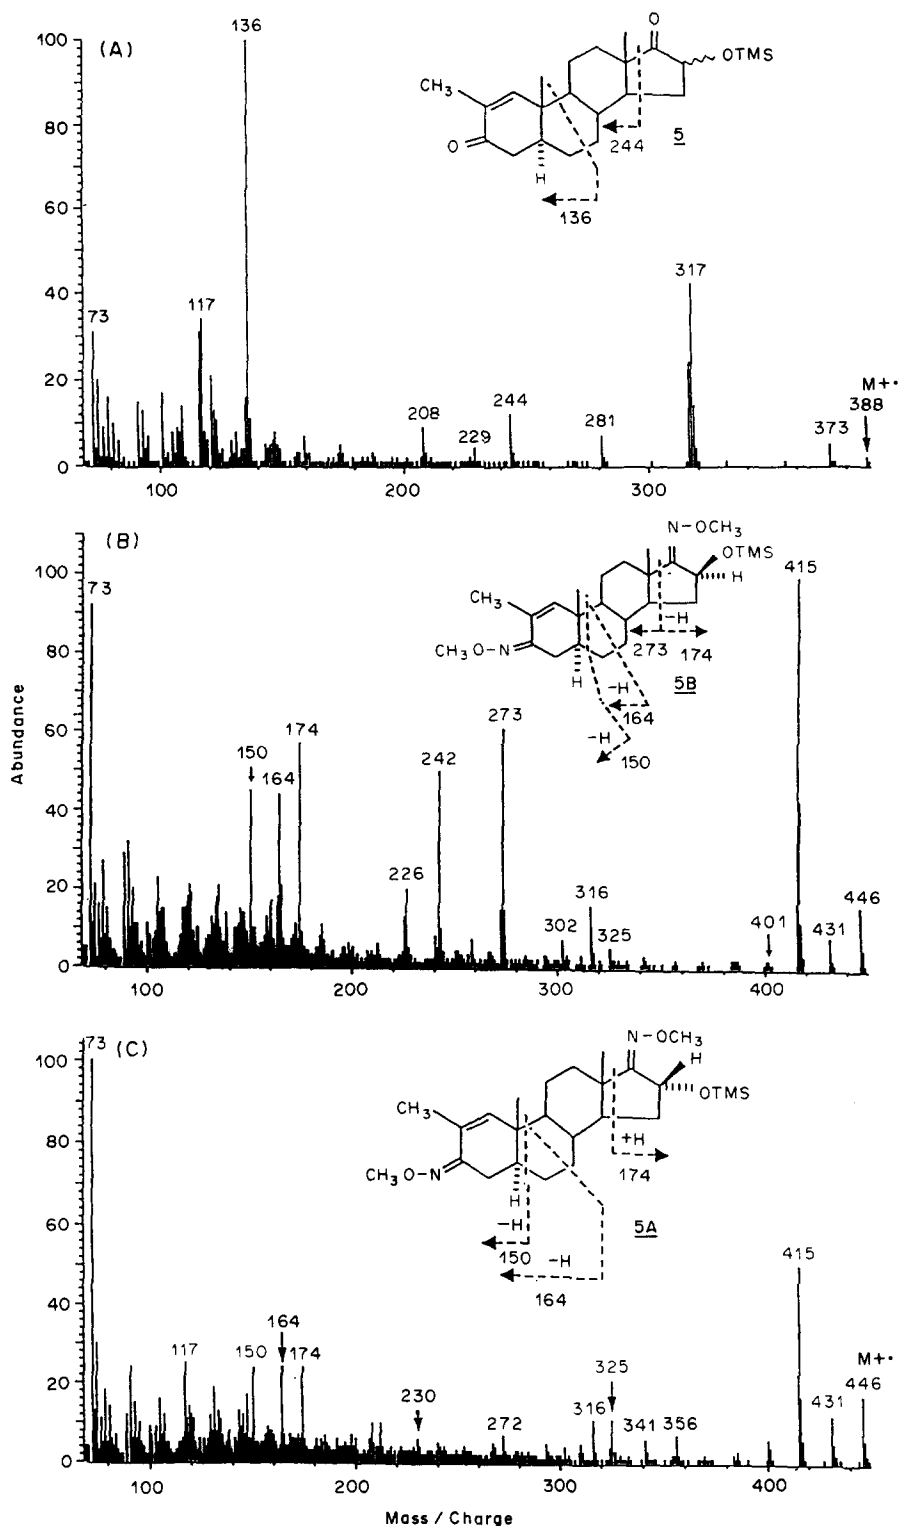 (A)
136
O
OTMS
CH₃
O
H
244
5
136
100
80
60
40
20
0
73
117
208
229
244
281
317
373
M+·
388
100
200
300
(B)
N-OCH₃
OTMS
H
CH₃
CH₃O-N
H
-H
273
174
5B
-H
164
-H
150
415
100
80
60
40
20
0
73
150
164
174
226
242
273
302
316
325
401
431
446
100
200
300
400
Abundance
(C)
N-OCH₃
H
OTMS
CH₃
CH₃O-N
H
+H
174
5A
-H
150
-H
164
100
80
60
40
20
0
73
117
150
164
174
230
272
316
325
341
356
415
431
M+·
446
100
200
300
400
Mass / Charge